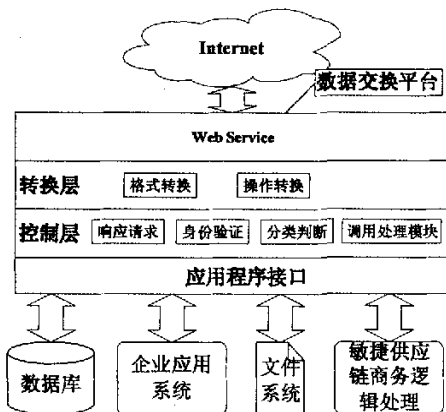 Internet
数据交换平台
Web Service
转换层
格式转换
操作转换
控制层
响应请求
身份验证
分类判断
调用处理模块
应用程序接口
数据库
企业应用
系统
文件
系统
敏捷供应
链商务逻
辑处理